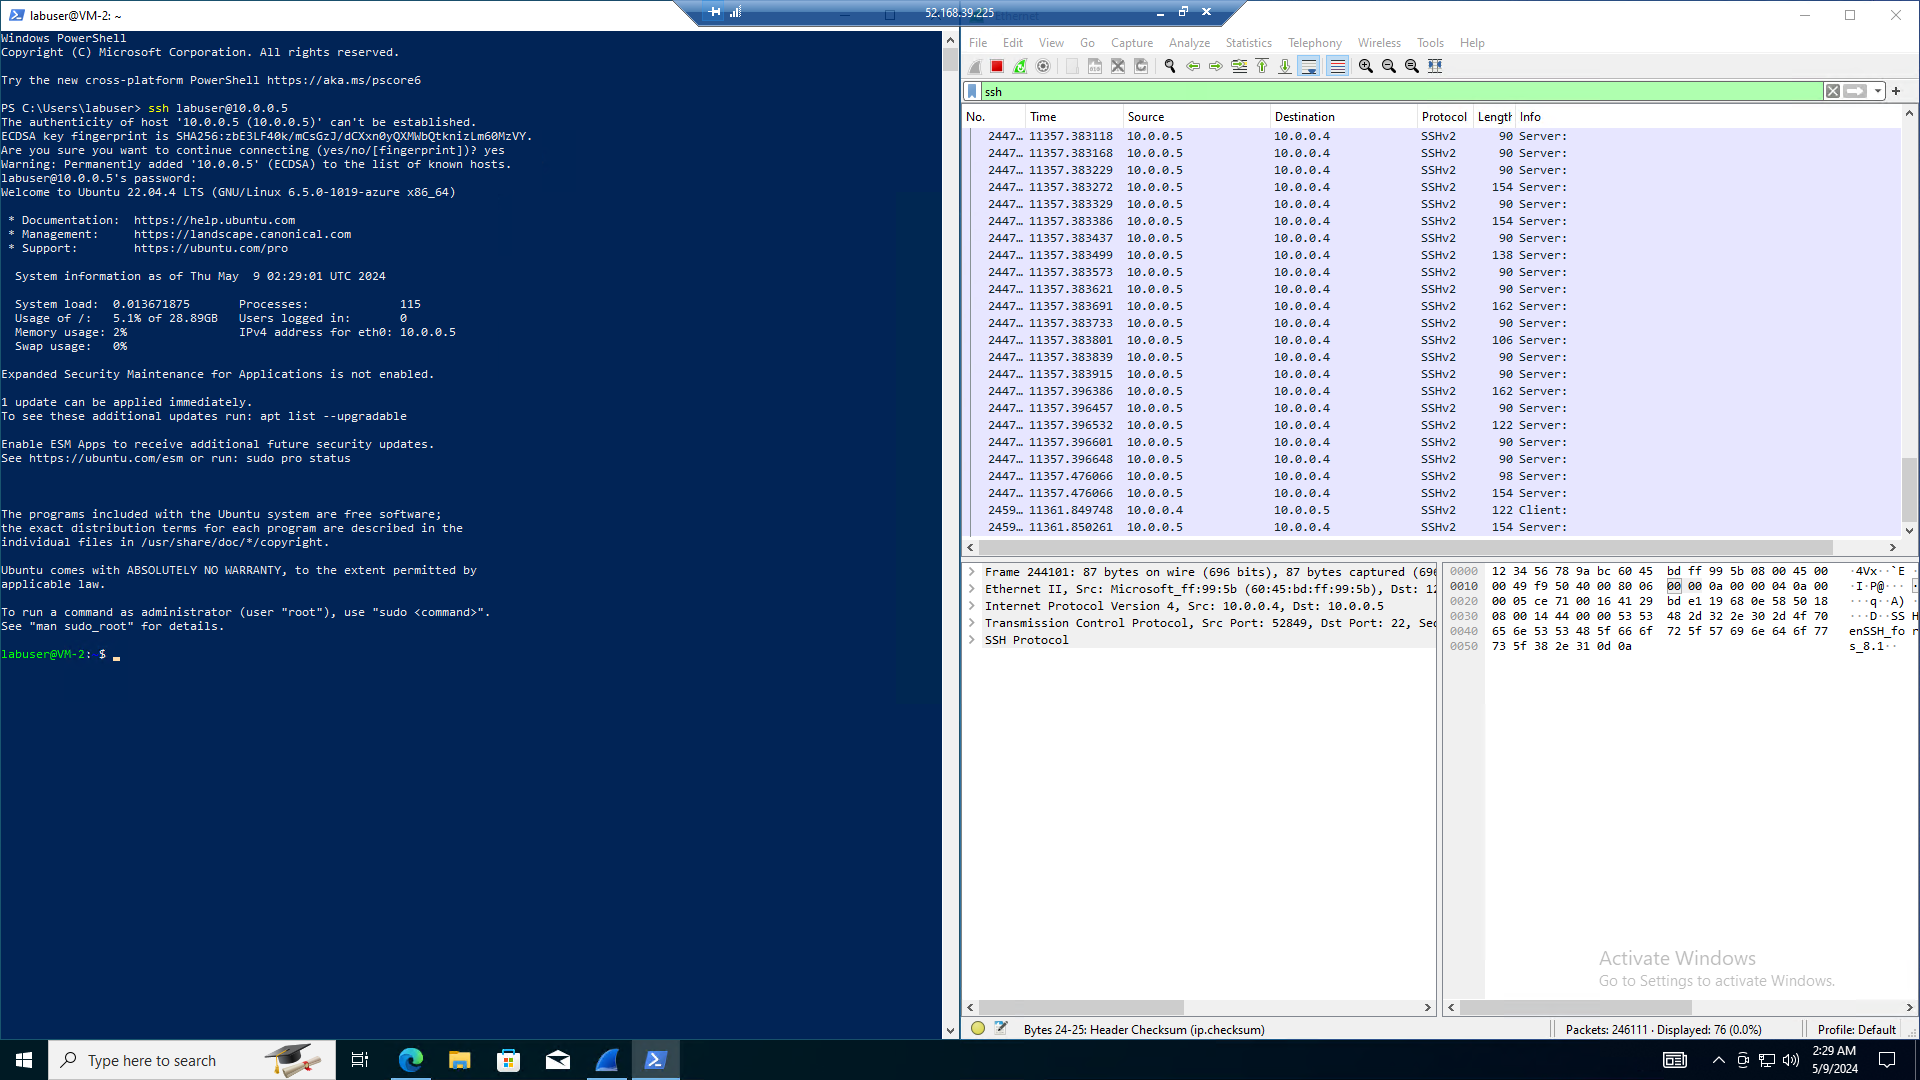 labuser@VM-2: ~
52.168.39.225
Windows PowerShell
Copyright (C) Microsoft Corporation. All rights reserved.
Try the new cross-platform PowerShell https://aka.ms/pscore6
PS C:\Users\labuser> ssh labuser@10.0.0.5
The authenticity of host '10.0.0.5 (10.0.0.5)' can't be established.
ECDSA key fingerprint is SHA256:zbE3LF40k/mCsGzJ/dCXxn0yQXMWbQtknizLm60MzVY.
Are you sure you want to continue connecting (yes/no/[fingerprint])? yes
Warning: Permanently added '10.0.0.5' (ECDSA) to the list of known hosts.
labuser@10.0.0.5's password:
Welcome to Ubuntu 22.04.4 LTS (GNU/Linux 6.5.0-1019-azure x86_64)
* Documentation:  https://help.ubuntu.com
* Management:     https://landscape.canonical.com
* Support:        https://ubuntu.com/pro
System information as of Thu May  9 02:29:01 UTC 2024
System load:  0.013671875       Processes:             115
Usage of /:   5.1% of 28.89GB   Users logged in:       0
Memory usage: 2%                IPv4 address for eth0: 10.0.0.5
Swap usage:   0%
Expanded Security Maintenance for Applications is not enabled.
1 update can be applied immediately.
To see these additional updates run: apt list --upgradable
Enable ESM Apps to receive additional future security updates.
See https://ubuntu.com/esm or run: sudo pro status
The programs included with the Ubuntu system are free software;
the exact distribution terms for each program are described in the
individual files in /usr/share/doc/*/copyright.
Ubuntu comes with ABSOLUTELY NO WARRANTY, to the extent permitted by
applicable law.
To run a command as administrator (user "root"), use "sudo <command>".
See "man sudo_root" for details.
labuser@VM-2: $ _
File Edit View Go Capture Analyze Statistics Telephony Wireless Tools Help
ssh
No. Time Source Destination Protocol Length Info
2447… 11357.383118 10.0.0.5 10.0.0.4 SSHv2 90 Server:
2447… 11357.383168 10.0.0.5 10.0.0.4 SSHv2 90 Server:
2447… 11357.383229 10.0.0.5 10.0.0.4 SSHv2 90 Server:
2447… 11357.383272 10.0.0.5 10.0.0.4 SSHv2 154 Server:
2447… 11357.383329 10.0.0.5 10.0.0.4 SSHv2 90 Server:
2447… 11357.383386 10.0.0.5 10.0.0.4 SSHv2 154 Server:
2447… 11357.383437 10.0.0.5 10.0.0.4 SSHv2 90 Server:
2447… 11357.383499 10.0.0.5 10.0.0.4 SSHv2 138 Server:
2447… 11357.383573 10.0.0.5 10.0.0.4 SSHv2 90 Server:
2447… 11357.383621 10.0.0.5 10.0.0.4 SSHv2 90 Server:
2447… 11357.383691 10.0.0.5 10.0.0.4 SSHv2 162 Server:
2447… 11357.383733 10.0.0.5 10.0.0.4 SSHv2 90 Server:
2447… 11357.383801 10.0.0.5 10.0.0.4 SSHv2 106 Server:
2447… 11357.383839 10.0.0.5 10.0.0.4 SSHv2 90 Server:
2447… 11357.383915 10.0.0.5 10.0.0.4 SSHv2 90 Server:
2447… 11357.396386 10.0.0.5 10.0.0.4 SSHv2 162 Server:
2447… 11357.396457 10.0.0.5 10.0.0.4 SSHv2 90 Server:
2447… 11357.396532 10.0.0.5 10.0.0.4 SSHv2 122 Server:
2447… 11357.396601 10.0.0.5 10.0.0.4 SSHv2 90 Server:
2447… 11357.396648 10.0.0.5 10.0.0.4 SSHv2 90 Server:
2447… 11357.476066 10.0.0.5 10.0.0.4 SSHv2 98 Server:
2447… 11357.476066 10.0.0.5 10.0.0.4 SSHv2 154 Server:
2459… 11361.849748 10.0.0.4 10.0.0.5 SSHv2 122 Client:
2459… 11361.850261 10.0.0.5 10.0.0.4 SSHv2 154 Server:
Frame 244101: 87 bytes on wire (696 bits), 87 bytes captured (696
Ethernet II, Src: Microsoft_ff:99:5b (60:45:bd:ff:99:5b), Dst: 12
Internet Protocol Version 4, Src: 10.0.0.4, Dst: 10.0.0.5
Transmission Control Protocol, Src Port: 52849, Dst Port: 22, Seq
SSH Protocol
0000 12 34 56 78 9a bc 60 45 bd ff 99 5b 08 00 45 00 ·4Vx··`E
0010 00 49 f9 50 40 00 80 06 00 00 0a 00 00 04 0a 00 ·I·P@···
0020 00 05 ce 71 00 16 41 29 bd e1 19 68 0e 58 50 18 ···q··A)
0030 08 00 14 44 00 00 53 53 48 2d 32 2e 30 2d 4f 70 ···D··SS H
0040 65 6e 53 53 48 5f 66 6f 72 5f 57 69 6e 64 6f 77 enSSH_fo r
0050 73 5f 38 2e 31 0d 0a s_8.1··
Activate Windows
Go to Settings to activate Windows.
Bytes 24-25: Header Checksum (ip.checksum)
Packets: 246111 · Displayed: 76 (0.0%)
Profile: Default
Type here to search
2:29 AM
5/9/2024